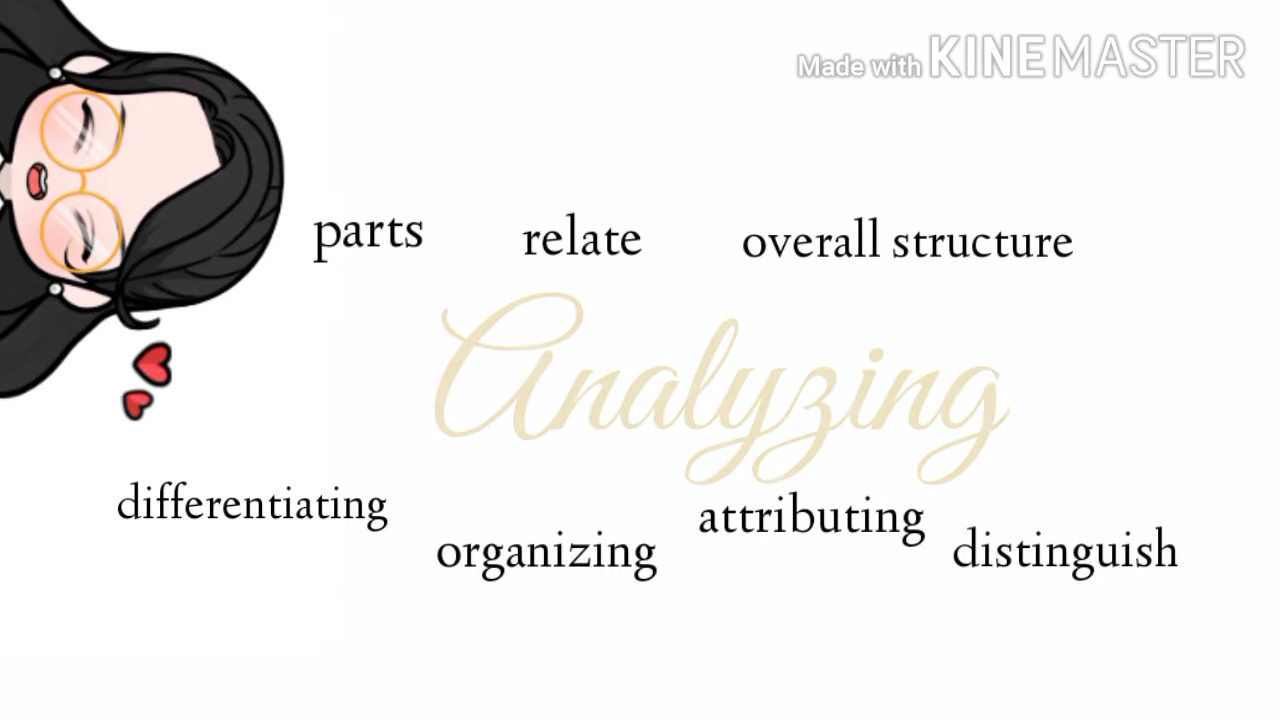 Made with KINEMASTER
parts relate overall structure
Analyzing
differentiating organizing attributing distinguish